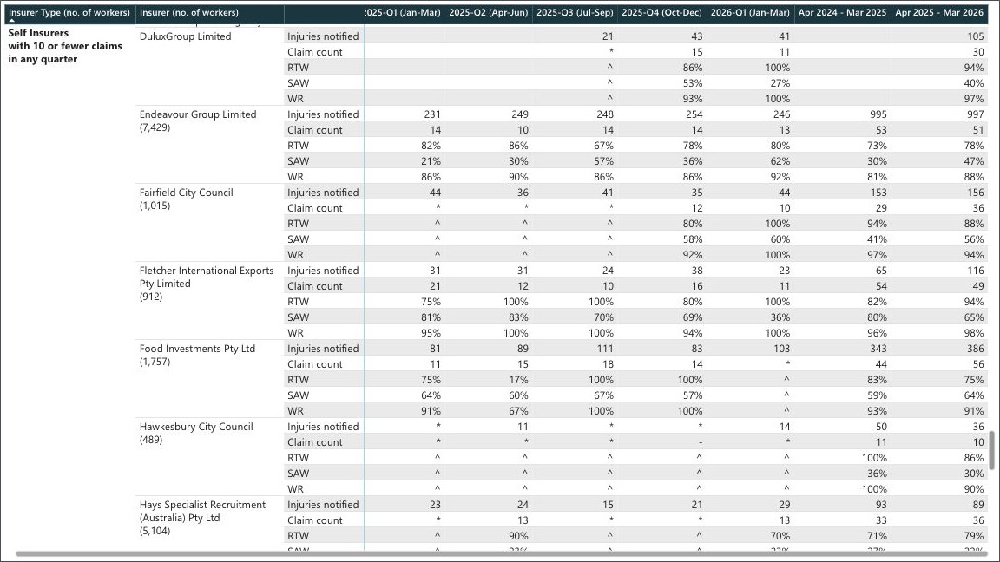 Insurer Type (no. of workers) Insurer (no. of workers) 2025-Q1 (Jan-Mar) 2025-Q2 (Apr-Jun) 2025-Q3 (Jul-Sep) 2025-Q4 (Oct-Dec) 2026-Q1 (Jan-Mar) Apr 2024 - Mar 2025 Apr 2025 - Mar 2026
Self Insurers
with 10 or fewer claims
in any quarter
DuluxGroup Limited Injuries notified 21 43 41 105
Claim count * 15 11 30
RTW ^ 86% 100% 94%
SAW ^ 53% 27% 40%
WR ^ 93% 100% 97%
Endeavour Group Limited Injuries notified 231 249 248 254 246 995 997
(7,429) Claim count 14 10 14 14 13 53 51
RTW 82% 86% 67% 78% 80% 73% 78%
SAW 21% 30% 57% 36% 62% 30% 47%
WR 86% 90% 86% 86% 92% 81% 88%
Fairfield City Council Injuries notified 44 36 41 35 44 153 156
(1,015) Claim count * * * 12 10 29 36
RTW ^ ^ ^ 80% 100% 94% 88%
SAW ^ ^ ^ 58% 60% 41% 56%
WR ^ ^ ^ 92% 100% 97% 94%
Fletcher International Exports Injuries notified 31 31 24 38 23 65 116
Pty Limited Claim count 21 12 10 16 11 54 49
(912) RTW 75% 100% 100% 80% 100% 82% 94%
SAW 81% 83% 70% 69% 36% 80% 65%
WR 95% 100% 100% 94% 100% 96% 98%
Food Investments Pty Ltd Injuries notified 81 89 111 83 103 343 386
(1,757) Claim count 11 15 18 14 * 44 56
RTW 75% 17% 100% 100% ^ 83% 75%
SAW 64% 60% 67% 57% ^ 59% 64%
WR 91% 67% 100% 100% ^ 93% 91%
Hawkesbury City Council Injuries notified * 11 * * 14 50 36
(489) Claim count * * * - * 11 10
RTW ^ ^ ^ ^ ^ 100% 86%
SAW ^ ^ ^ ^ ^ 36% 30%
WR ^ ^ ^ ^ ^ 100% 90%
Hays Specialist Recruitment Injuries notified 23 24 15 21 29 93 89
(Australia) Pty Ltd Claim count * 13 * * 13 33 36
(5,104) RTW ^ 90% ^ ^ 70% 71% 79%